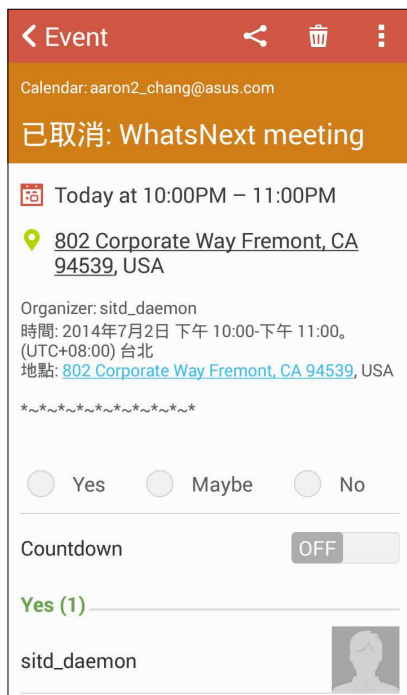 Event
Calendar: aaron2_chang@asus.com
已取消: WhatsNext meeting
Today at 10:00PM – 11:00PM
802 Corporate Way Fremont, CA
94539, USA
Organizer: sitd_daemon
時間: 2014年7月2日 下午 10:00-下午 11:00。
(UTC+08:00) 台北
地點: 802 Corporate Way Fremont, CA 94539, USA
*~*~*~*~*~*~*~*~*~*
Yes Maybe No
Countdown OFF
Yes (1)
sitd_daemon